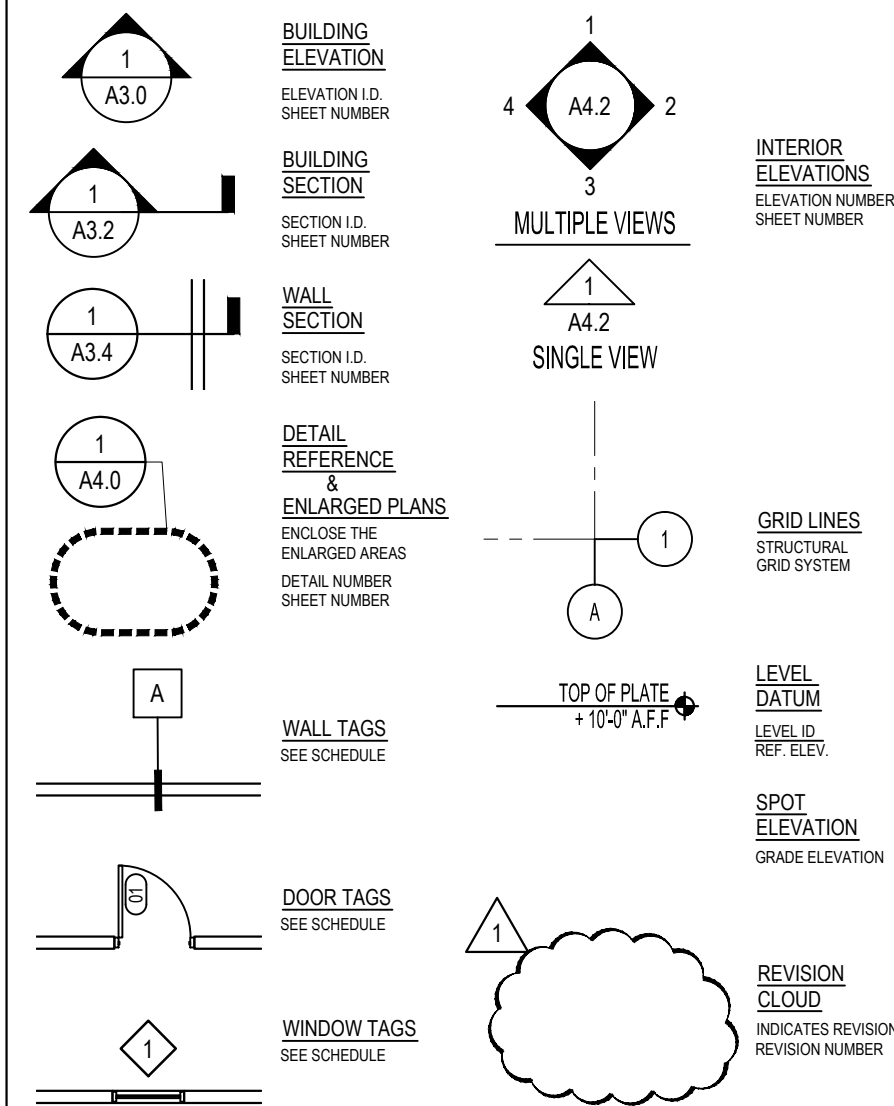 1
A3.0
BUILDING
ELEVATION
ELEVATION I.D.
SHEET NUMBER
1
A3.2
BUILDING
SECTION
SECTION I.D.
SHEET NUMBER
1
A3.4
WALL
SECTION
SECTION I.D.
SHEET NUMBER
1
A4.0
DETAIL
REFERENCE
&
ENLARGED PLANS
ENCLOSE THE
ENLARGED AREAS
DETAIL NUMBER
SHEET NUMBER
A
WALL TAGS
SEE SCHEDULE
01
DOOR TAGS
SEE SCHEDULE
1
WINDOW TAGS
SEE SCHEDULE
1
4
A4.2
2
3
MULTIPLE VIEWS
1
A4.2
SINGLE VIEW
INTERIOR
ELEVATIONS
ELEVATION NUMBER
SHEET NUMBER
1
A
GRID LINES
STRUCTURAL
GRID SYSTEM
TOP OF PLATE
+ 10'-0" A.F.F
LEVEL
DATUM
LEVEL ID
REF. ELEV.
SPOT
ELEVATION
GRADE ELEVATION
1
REVISION
CLOUD
INDICATES REVISION
REVISION NUMBER